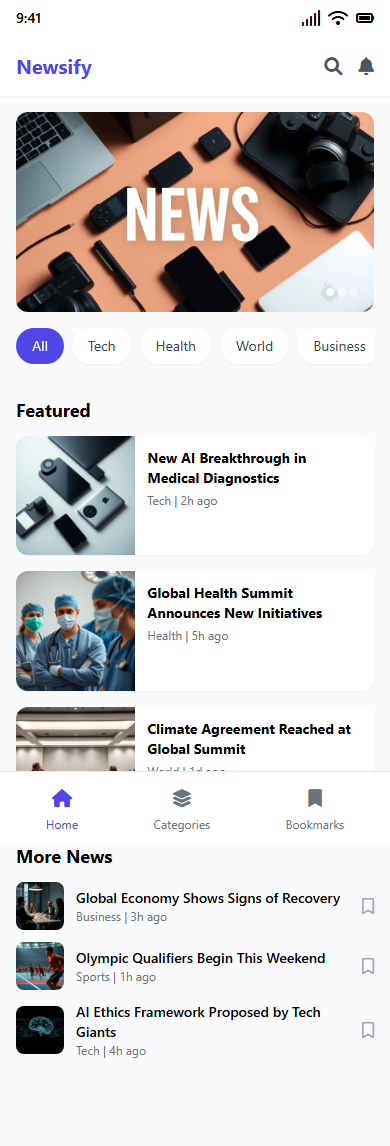 9:41
Newsify
NEWS
All
Tech
Health
World
Business
Featured
New AI Breakthrough in
Medical Diagnostics
Tech | 2h ago
Global Health Summit
Announces New Initiatives
Health | 5h ago
Climate Agreement Reached at
Global Summit
World | 1d ago
Home
Categories
Bookmarks
More News
Global Economy Shows Signs of Recovery
Business | 3h ago
Olympic Qualifiers Begin This Weekend
Sports | 1h ago
AI Ethics Framework Proposed by Tech
Giants
Tech | 4h ago